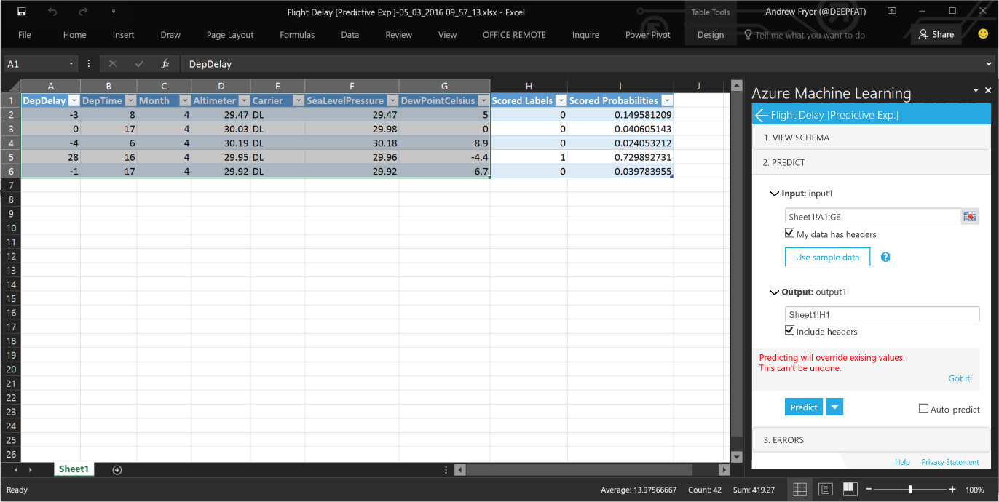 Flight Delay [Predictive Exp.]-05_03_2016 09_57_13.xlsx - Excel
Table Tools
Andrew Fryer (@DEEPFAT)
File Home Insert Draw Page Layout Formulas Data Review View OFFICE REMOTE Inquire Power Pivot Design Tell me what you want to do Share
A1 fx DepDelay
A B C D E F G H I J
1 DepDelay DepTime Month Altimeter Carrier SeaLevelPressure DewPointCelsius Scored Labels Scored Probabilities
2 -3 8 4 29.47 DL 29.47 5 0 0.149581209
3 0 17 4 30.03 DL 29.98 0 0 0.040605143
4 -4 6 4 30.19 DL 30.18 8.9 0 0.024053212
5 28 16 4 29.95 DL 29.96 -4.4 1 0.729892731
6 -1 17 4 29.92 DL 29.92 6.7 0 0.039783955
7
8
9
10
11
12
13
14
15
16
17
18
19
20
21
22
23
24
25
26
Azure Machine Learning
Flight Delay [Predictive Exp.]
1. VIEW SCHEMA
2. PREDICT
Input: input1
Sheet1!A1:G6
My data has headers
Use sample data ?
Output: output1
Sheet1!H1
Include headers
Predicting will override exising values.
This can't be undone.
Got it!
Predict
Auto-predict
3. ERRORS
Help Privacy Statement
Sheet1
Ready
Average: 13.97566667 Count: 42 Sum: 419.27
100%